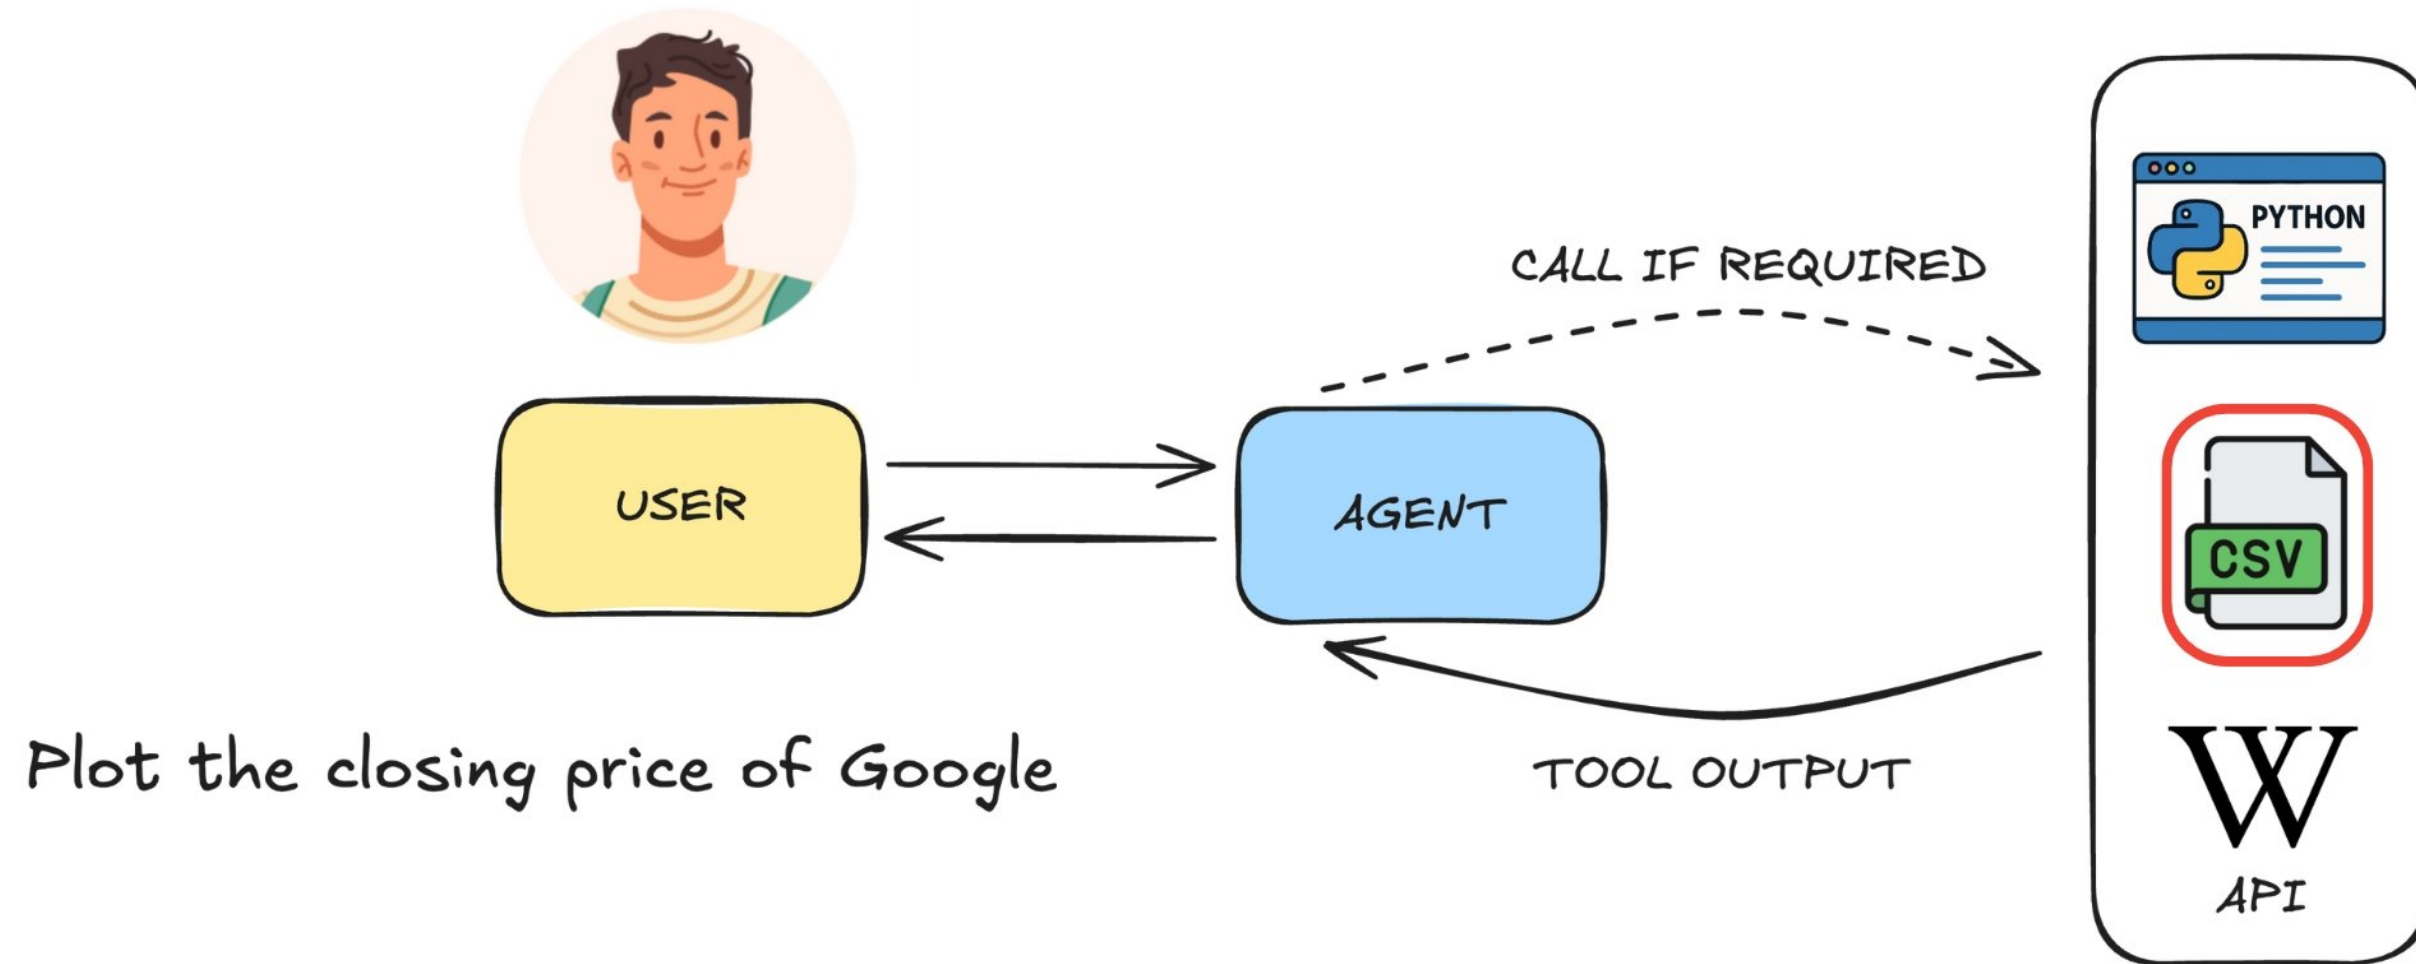 PYTHON
CALL IF REQUIRED
USER
AGENT
CSV
Plot the closing price of Google
TOOL OUTPUT
W
API